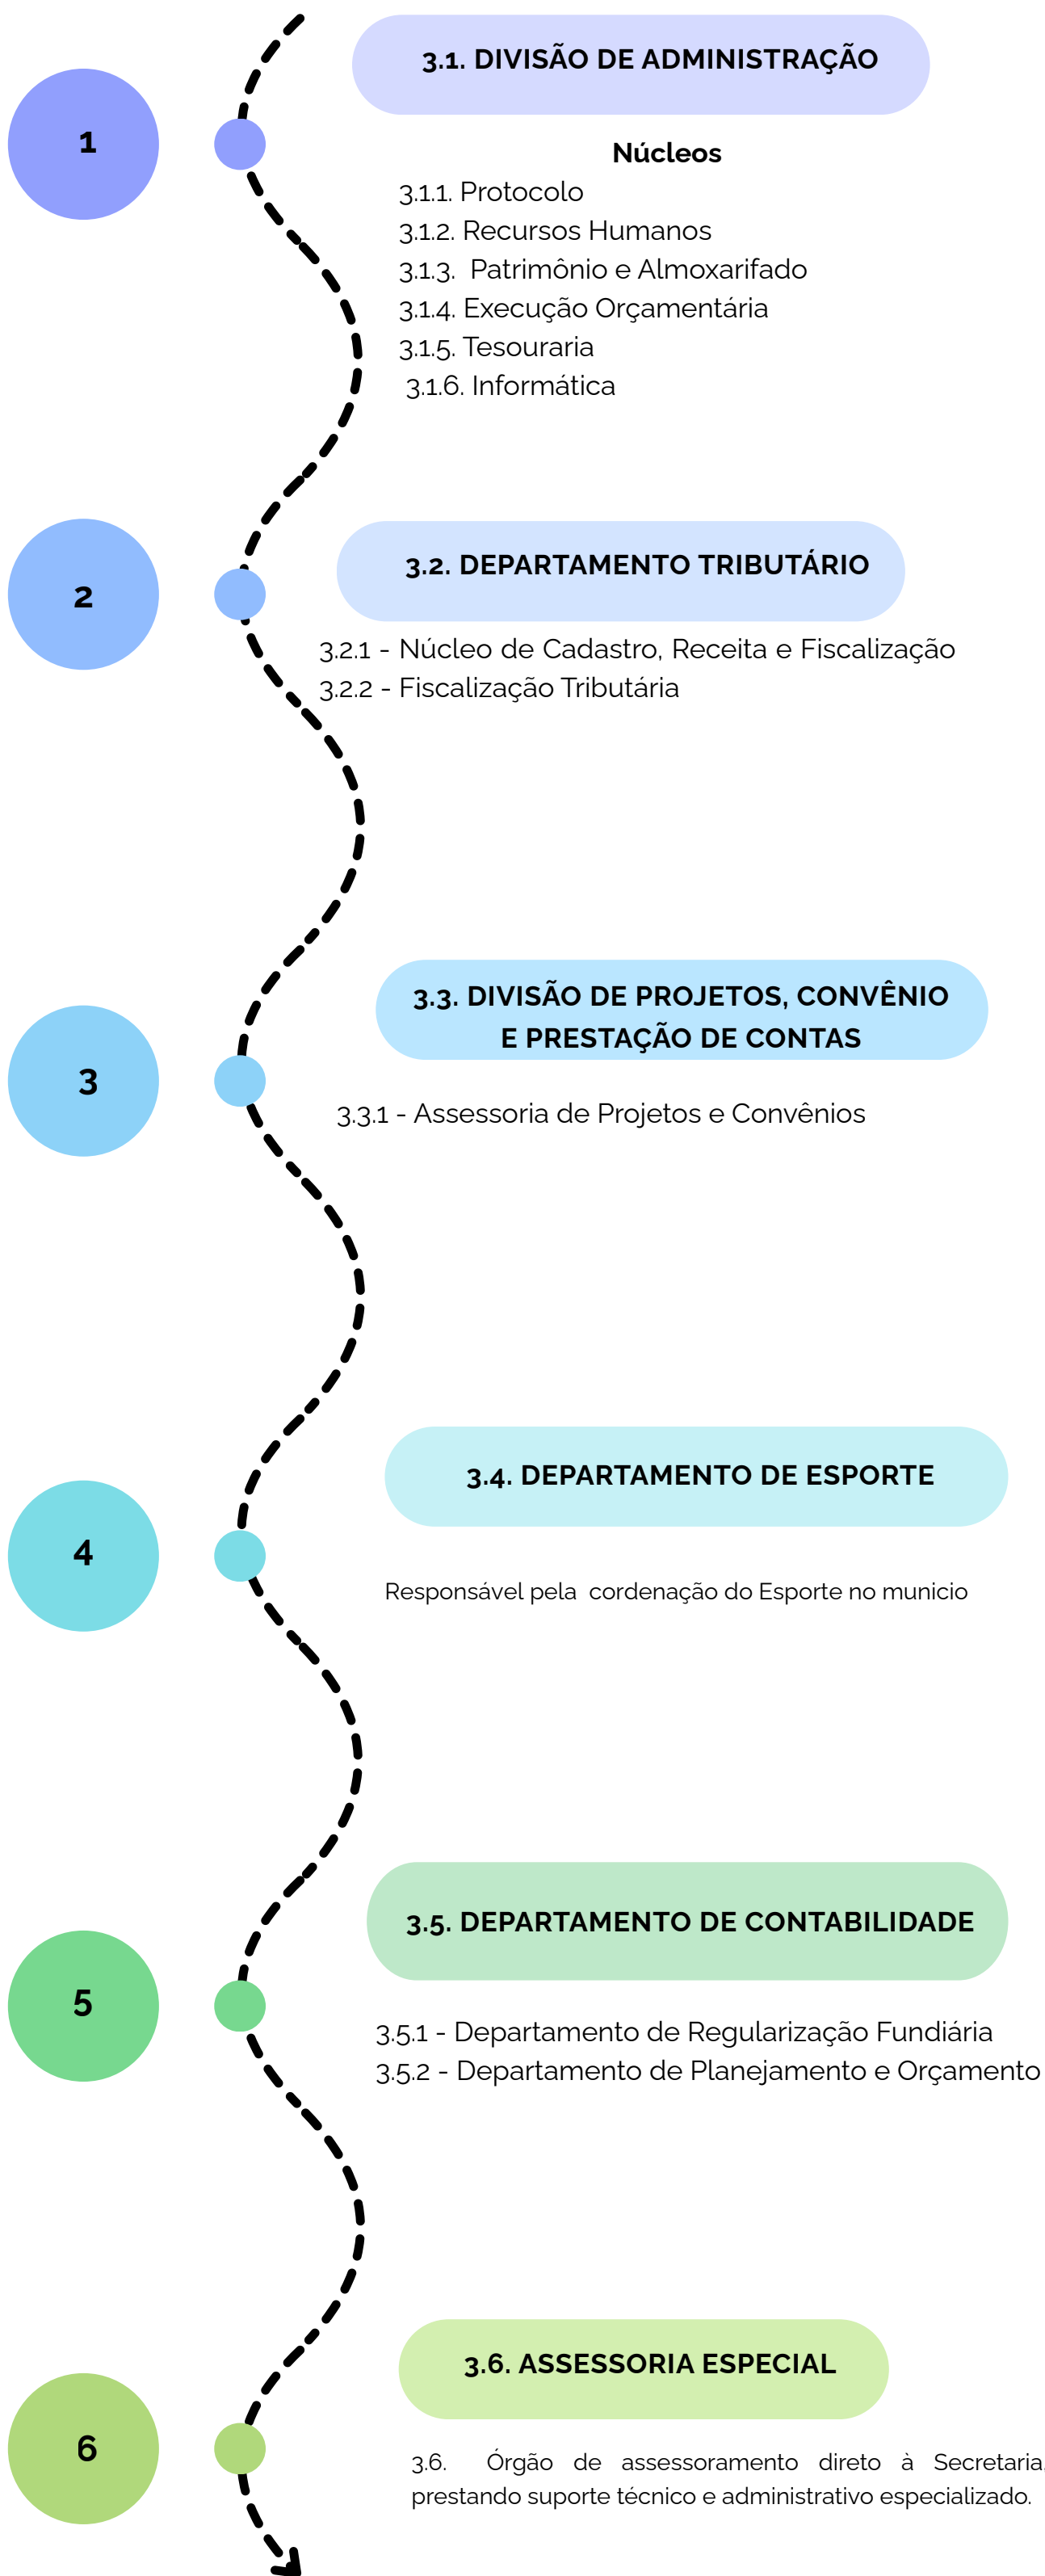 3.1. DIVISÃO DE ADMINISTRAÇÃO
1
Núcleos
3.1.1. Protocolo
3.1.2. Recursos Humanos
3.1.3. Patrimônio e Almoxarifado
3.1.4. Execução Orçamentária
3.1.5. Tesouraria
3.1.6. Informática
3.2. DEPARTAMENTO TRIBUTÁRIO
2
3.2.1 - Núcleo de Cadastro, Receita e Fiscalização
3.2.2 - Fiscalização Tributária
3.3. DIVISÃO DE PROJETOS, CONVÊNIO
E PRESTAÇÃO DE CONTAS
3
3.3.1 - Assessoria de Projetos e Convênios
3.4. DEPARTAMENTO DE ESPORTE
4
Responsável pela cordenação do Esporte no municio
3.5. DEPARTAMENTO DE CONTABILIDADE
5
3.5.1 - Departamento de Regularização Fundiária
3.5.2 - Departamento de Planejamento e Orçamento
3.6. ASSESSORIA ESPECIAL
6
3.6. Órgão de assessoramento direto à Secretaria,
prestando suporte técnico e administrativo especializado.